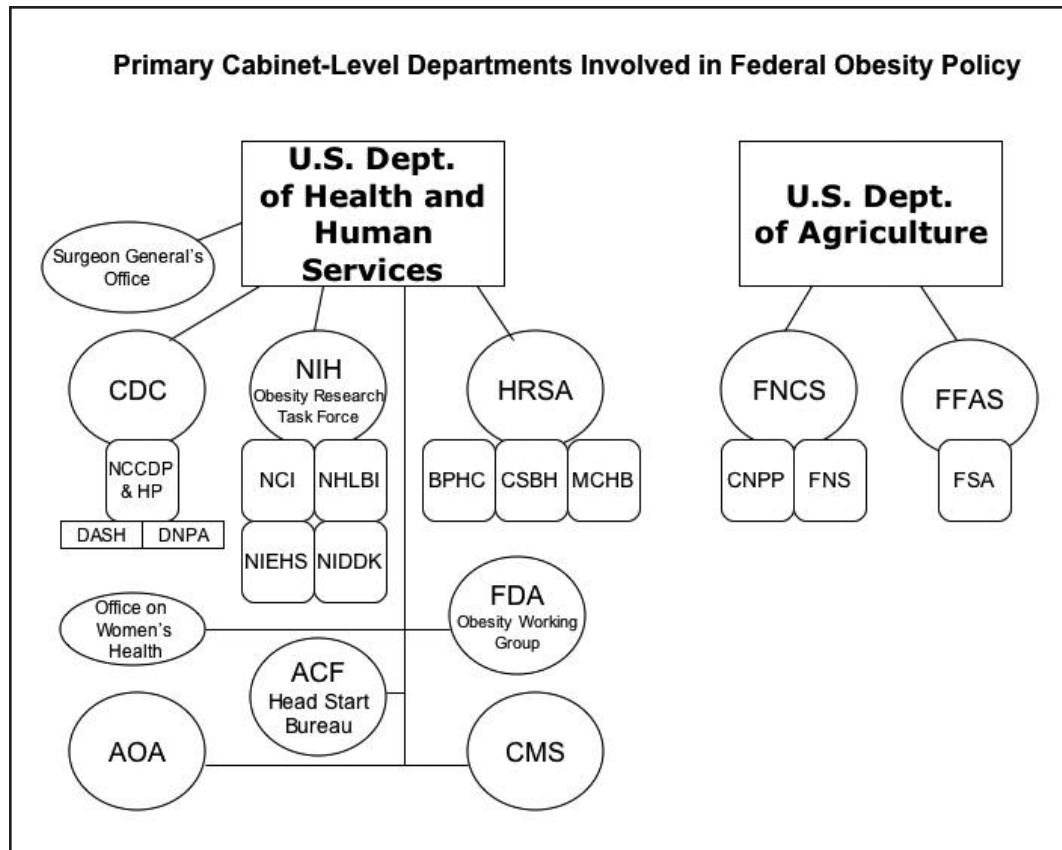 Primary Cabinet-Level Departments Involved in Federal Obesity Policy
U.S. Dept.
of Health and
Human
Services
U.S. Dept.
of Agriculture
Surgeon General's
Office
CDC
NIH
Obesity Research
Task Force
HRSA
FNCS
FFAS
NCCDP
& HP
NCI
NHLBI
BPHC
CSBH
MCHB
CNPP
FNS
FSA
DASH
DNPA
NIEHS
NIDDK
Office on
Women's
Health
FDA
Obesity Working
Group
ACF
Head Start
Bureau
AOA
CMS